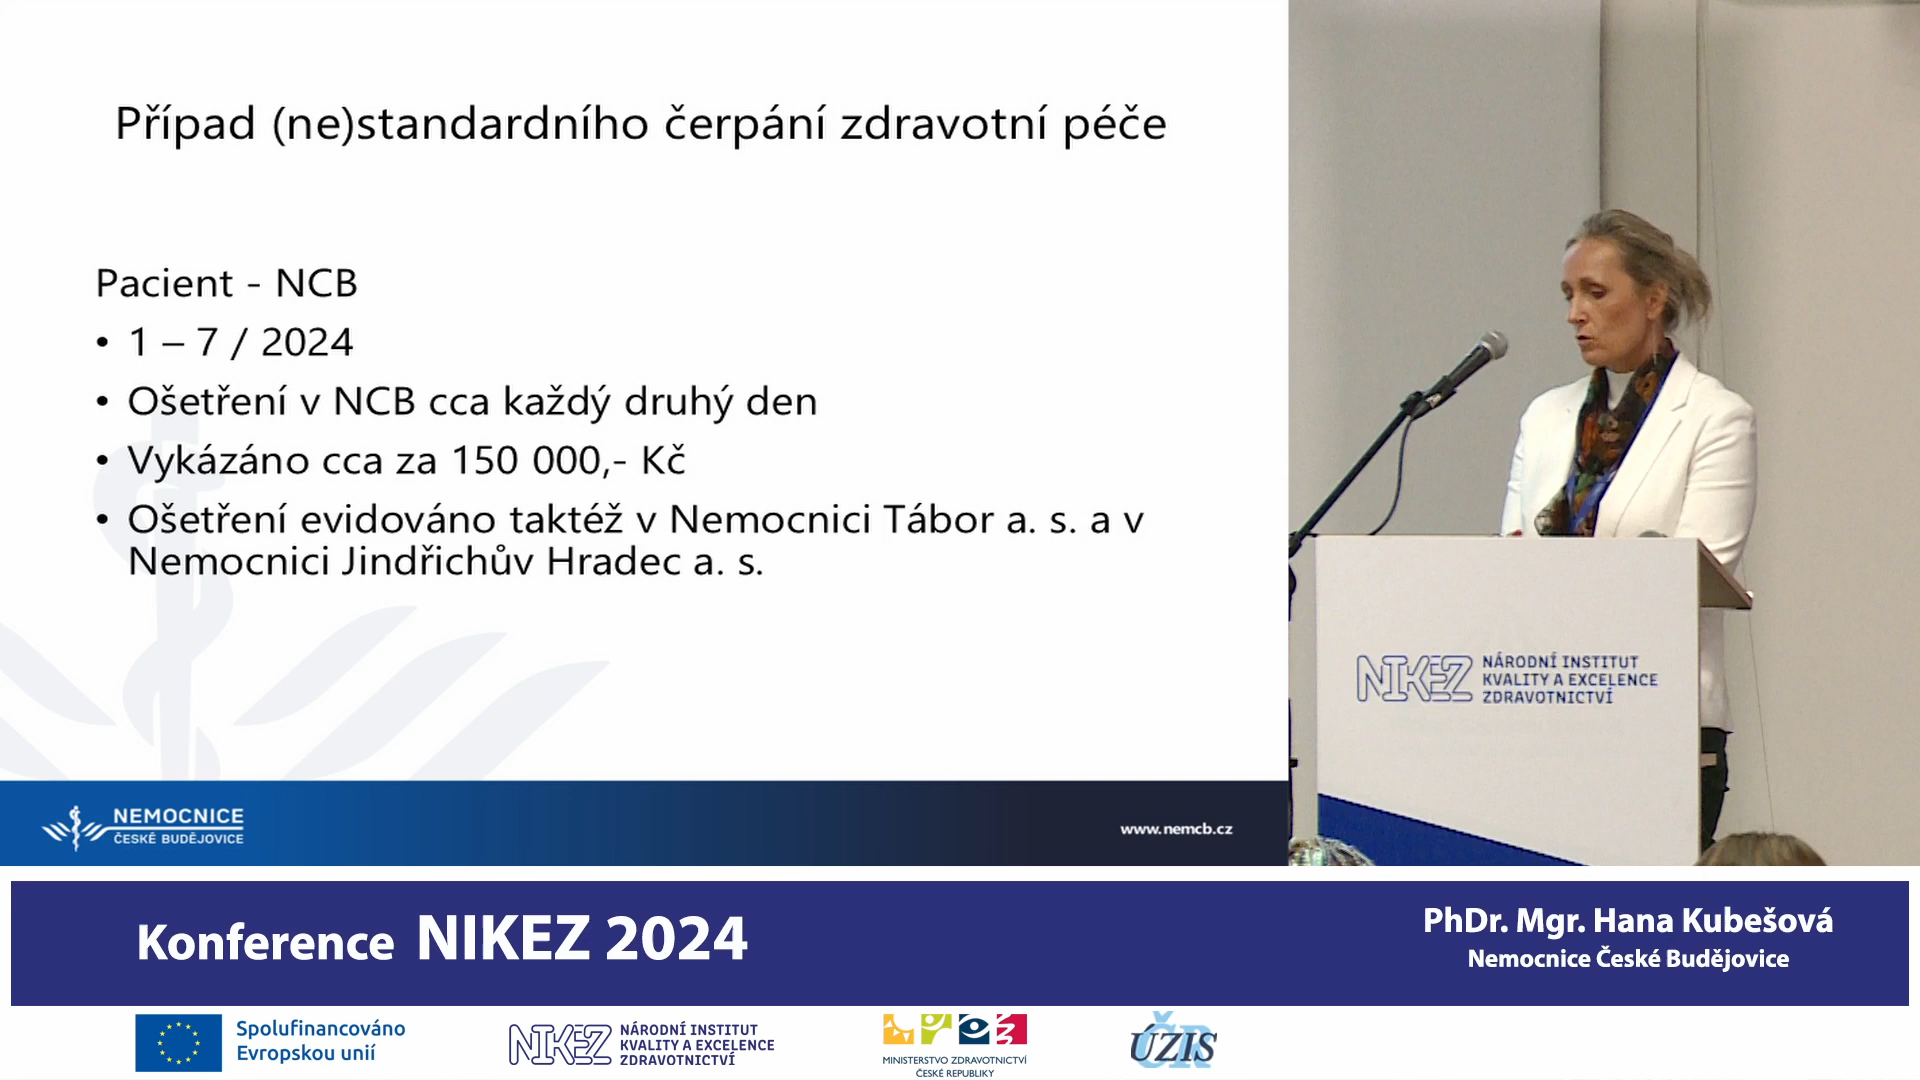 Případ (ne)standardního čerpání zdravotní péče
Pacient - NCB
• 1 – 7 / 2024
• Ošetření v NCB cca každý druhý den
• Vykázáno cca za 150 000,- Kč
• Ošetření evidováno taktéž v Nemocnici Tábor a. s. a v
Nemocnici Jindřichův Hradec a. s.
NEMOCNICE
ČESKÉ BUDĚJOVICE
www.nemcb.cz
NIKEZ
NÁRODNÍ INSTITUT
KVALITY A EXCELENCE
ZDRAVOTNICTVÍ
Konference NIKEZ 2024
PhDr. Mgr. Hana Kubešová
Nemocnice České Budějovice
Spolufinancováno
Evropskou unií
NIKEZ
NÁRODNÍ INSTITUT
KVALITY A EXCELENCE
ZDRAVOTNICTVÍ
MINISTERSTVO ZDRAVOTNICTVÍ
ČESKÉ REPUBLIKY
ÚZIS
ČR